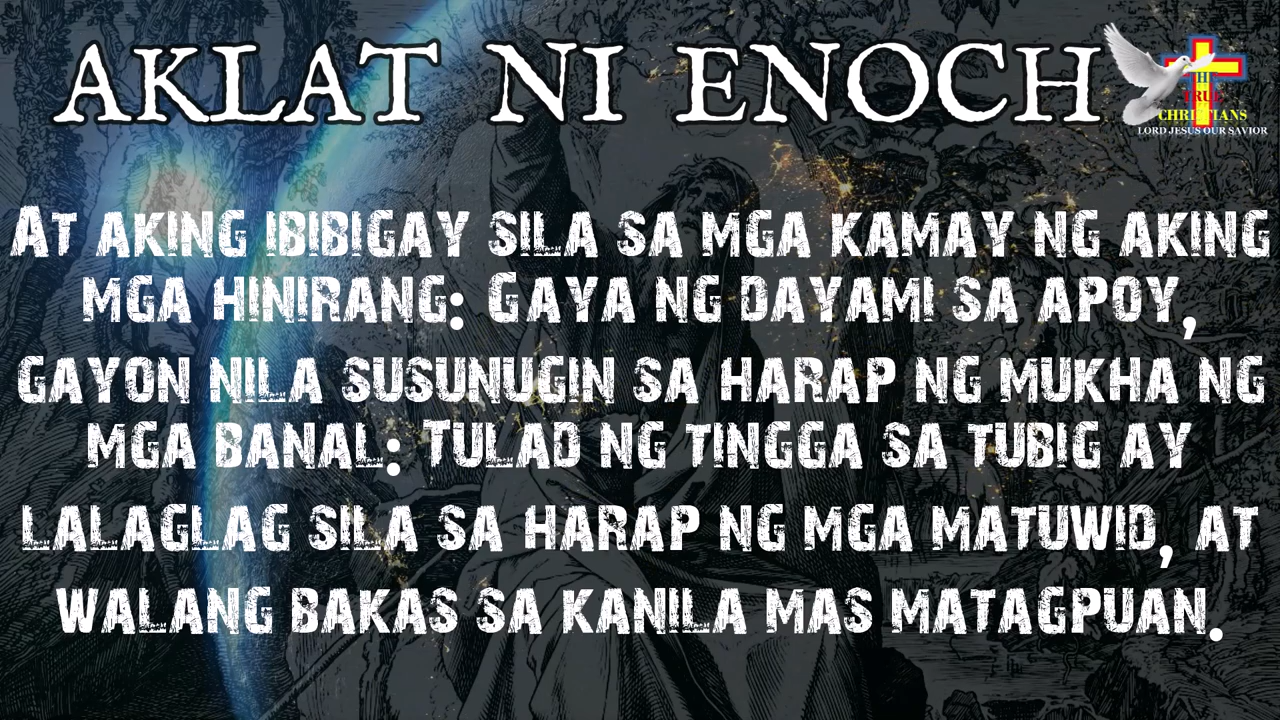 AKLAT NI ENOCH
THE
TRUE
CHRISTIANS
LORD JESUS OUR SAVIOR
At aking ibibigay sila sa mga kamay ng aking
mga hinirang: Gaya ng dayami sa apoy,
gayon nila susunugin sa harap ng mukha ng
mga banal: Tulad ng tingga sa tubig ay
lalaglag sila sa harap ng mga matuwid, at
walang bakas sa kanila mas matagpuan.